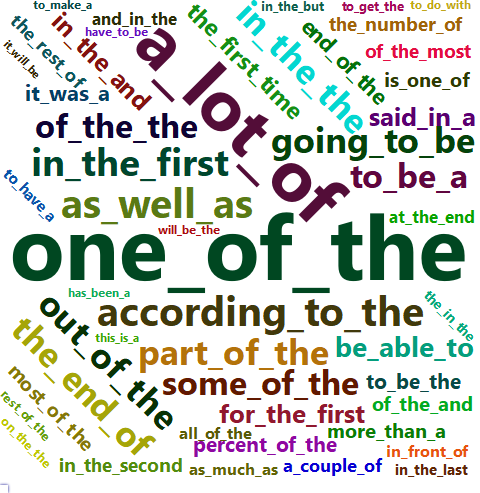 to_make_a
in_the_but
to_get_the
to_do_with
and_in_the
the_number_of
have_to_be
the_rest_of
in_the_and
a_lot_of
the_first_time
in_the_the
end_of_the
of_the_most
it_will_be
is_one_of
it_was_a
said_in_a
of_the_the
going_to_be
in_the_first
to_be_a
to_have_a
as_well_as
at_the_end
will_be_the
one_of_the
has_been_a
the_in_the
according_to_the
out_of_the
the_end_of
this_is_a
part_of_the
be_able_to
most_of_the
some_of_the
to_be_the
rest_of_the
for_the_first
of_the_and
on_the_the
all_of_the
more_than_a
percent_of_the
in_front_of
in_the_second
as_much_as
a_couple_of
in_the_last